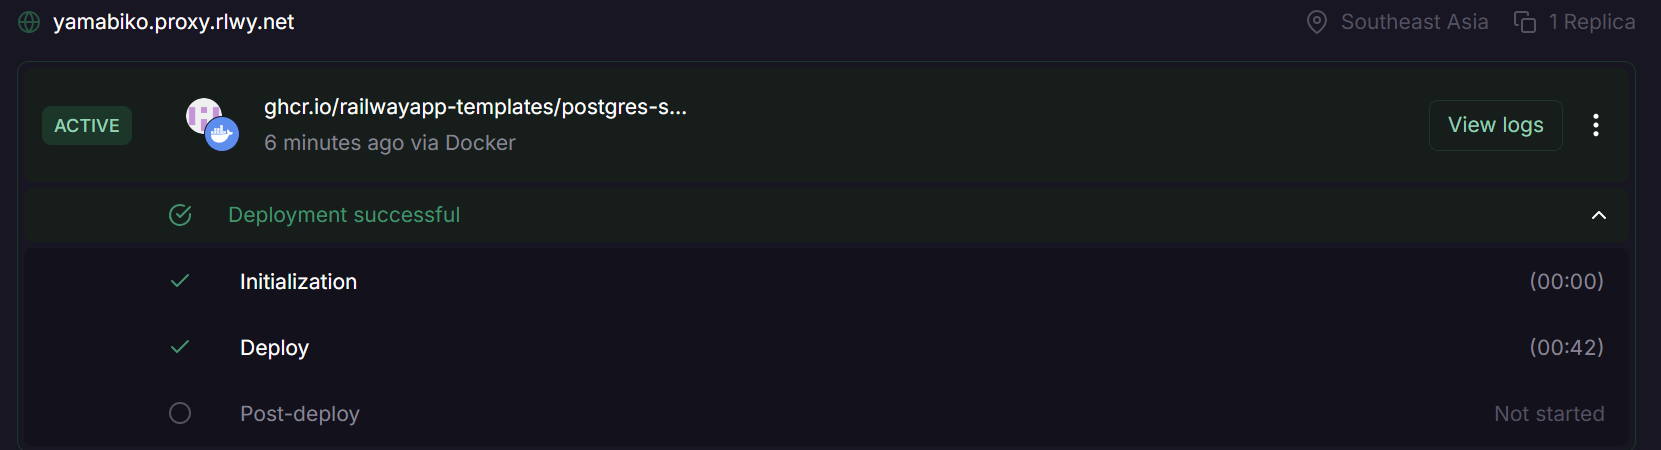 yamabiko.proxy.rlwy.net Southeast Asia 1 Replica
ACTIVE ghcr.io/railwayapp-templates/postgres-s... View logs
6 minutes ago via Docker
Deployment successful
Initialization (00:00)
Deploy (00:42)
Post-deploy Not started